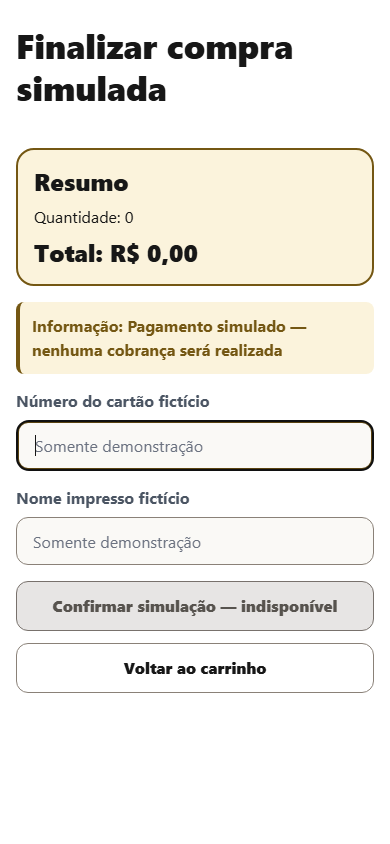 Finalizar compra
simulada
Resumo
Quantidade: 0
Total: R$ 0,00
Informação: Pagamento simulado —
nenhuma cobrança será realizada
Número do cartão fictício
Somente demonstração
Nome impresso fictício
Somente demonstração
Confirmar simulação — indisponível
Voltar ao carrinho